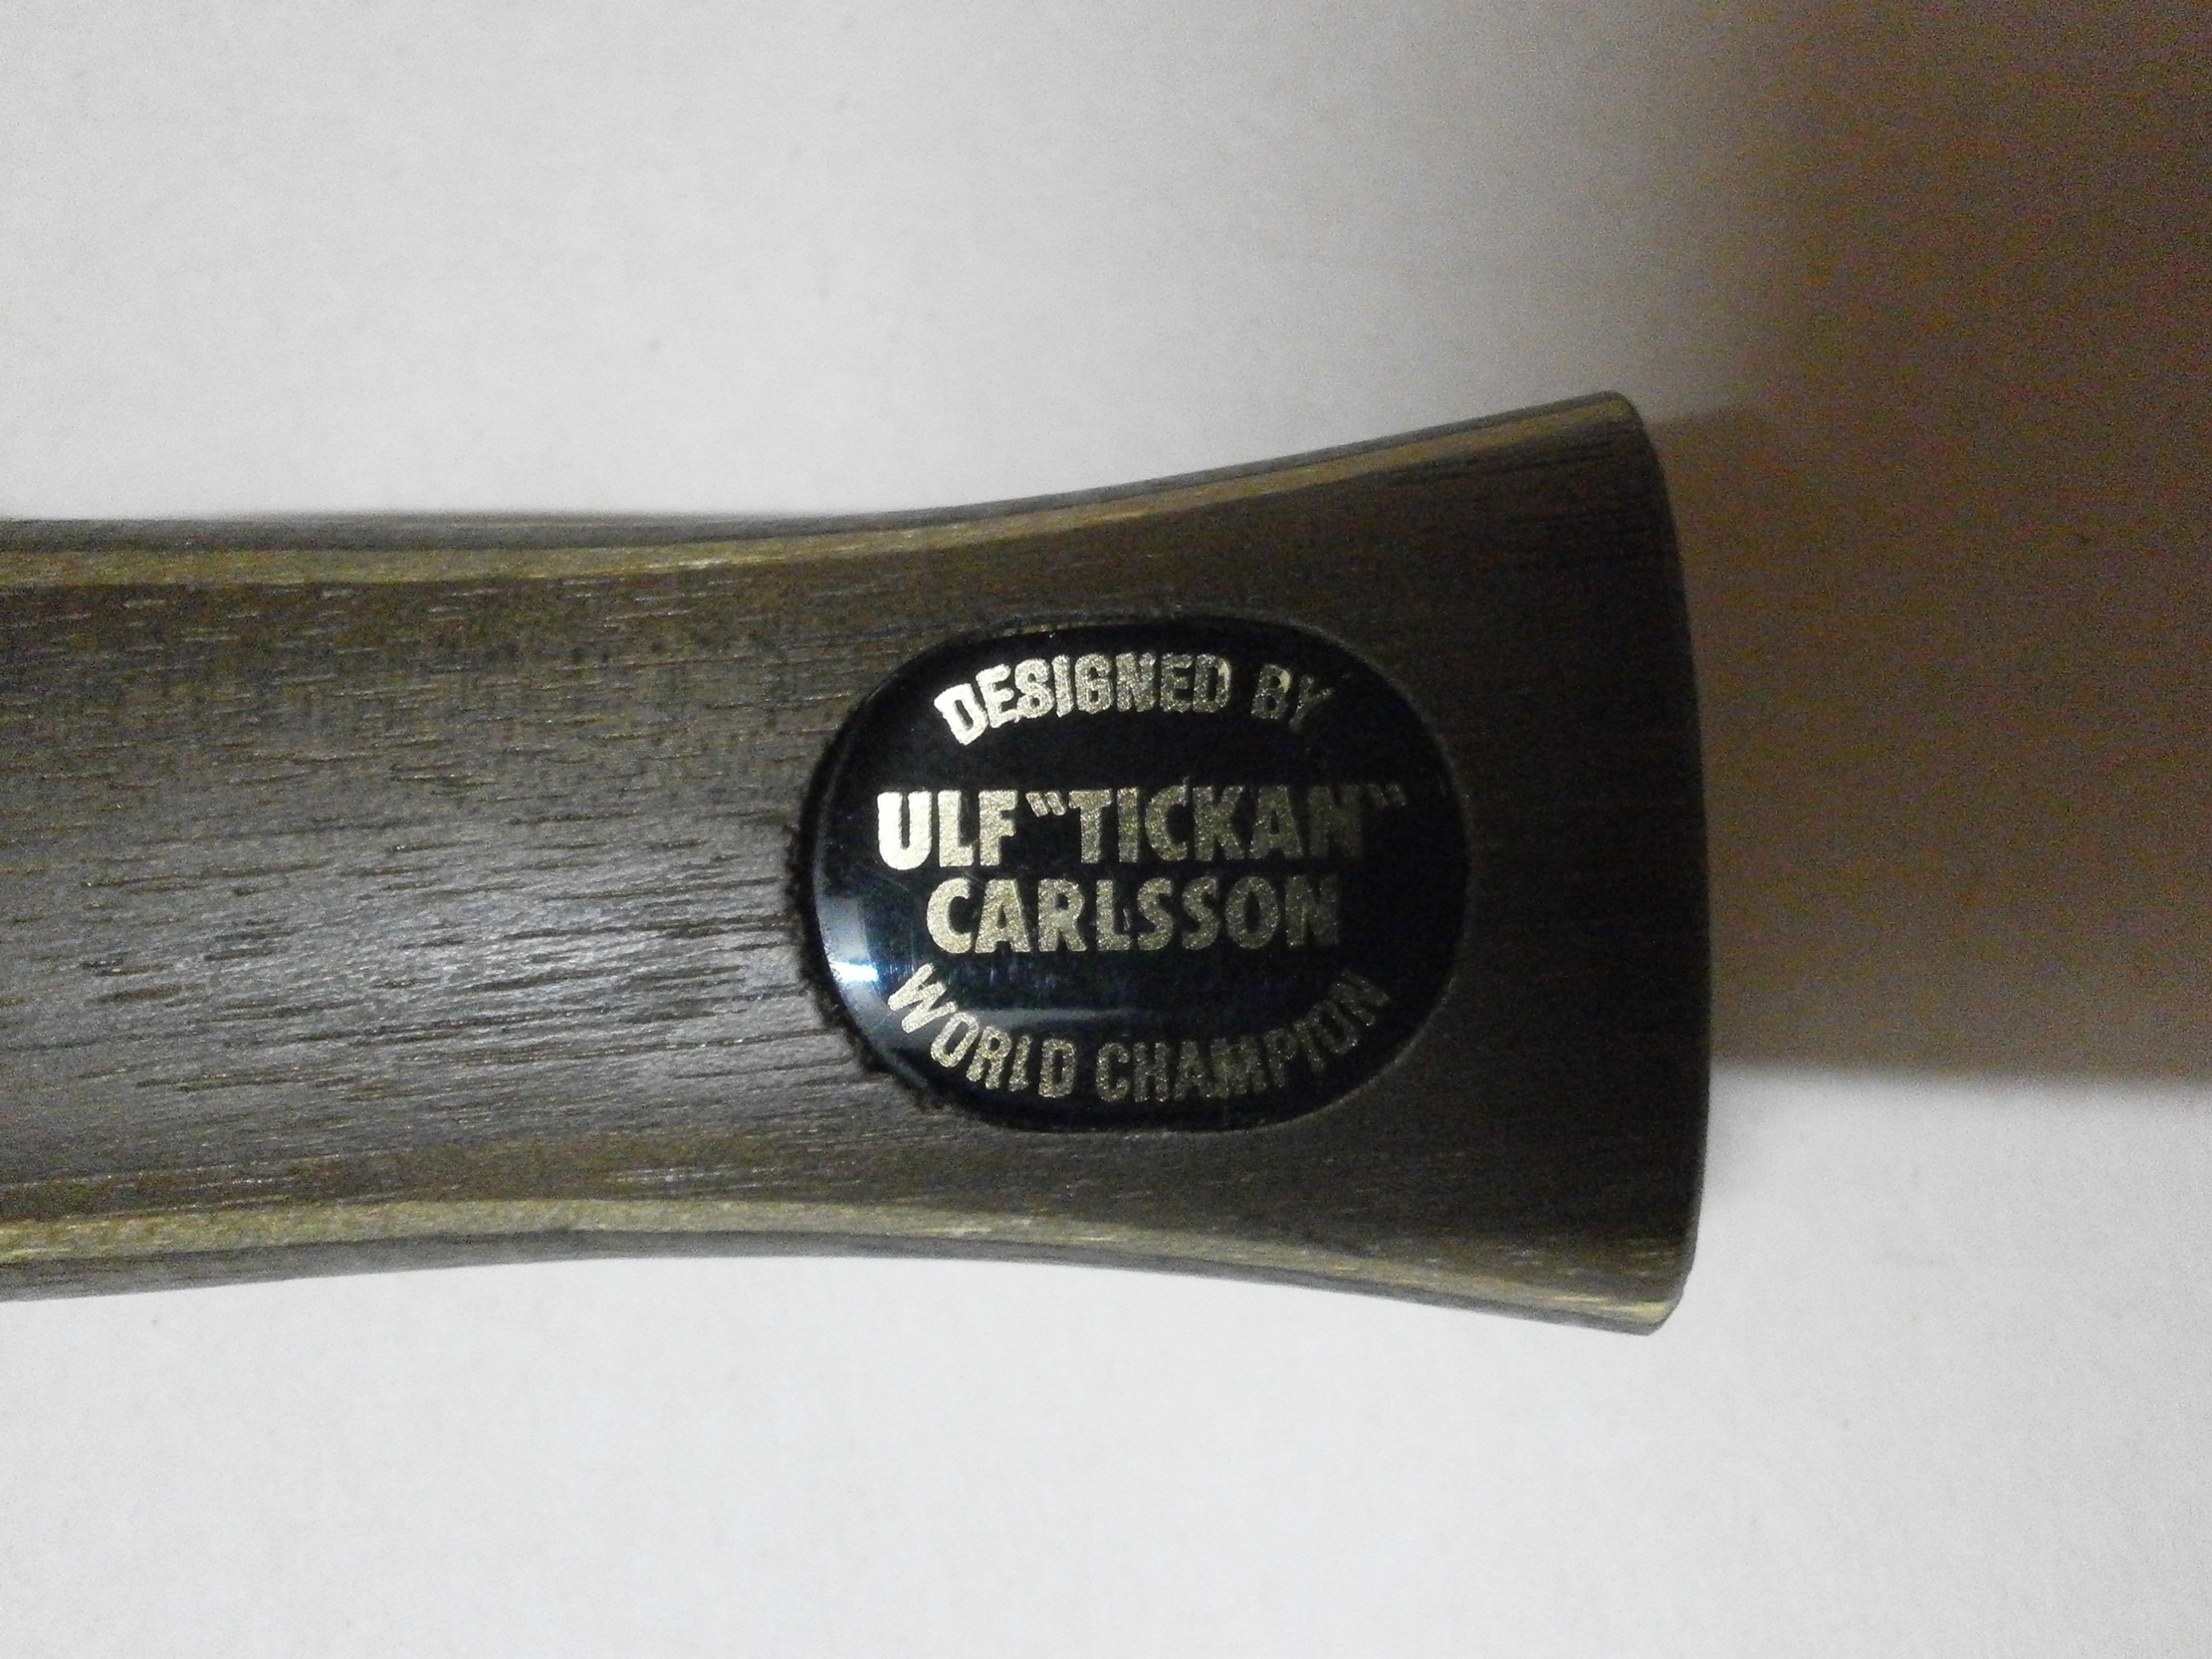 DESIGNED BY
ULF "TICKAN"
CARLSSON
WORLD CHAMPION